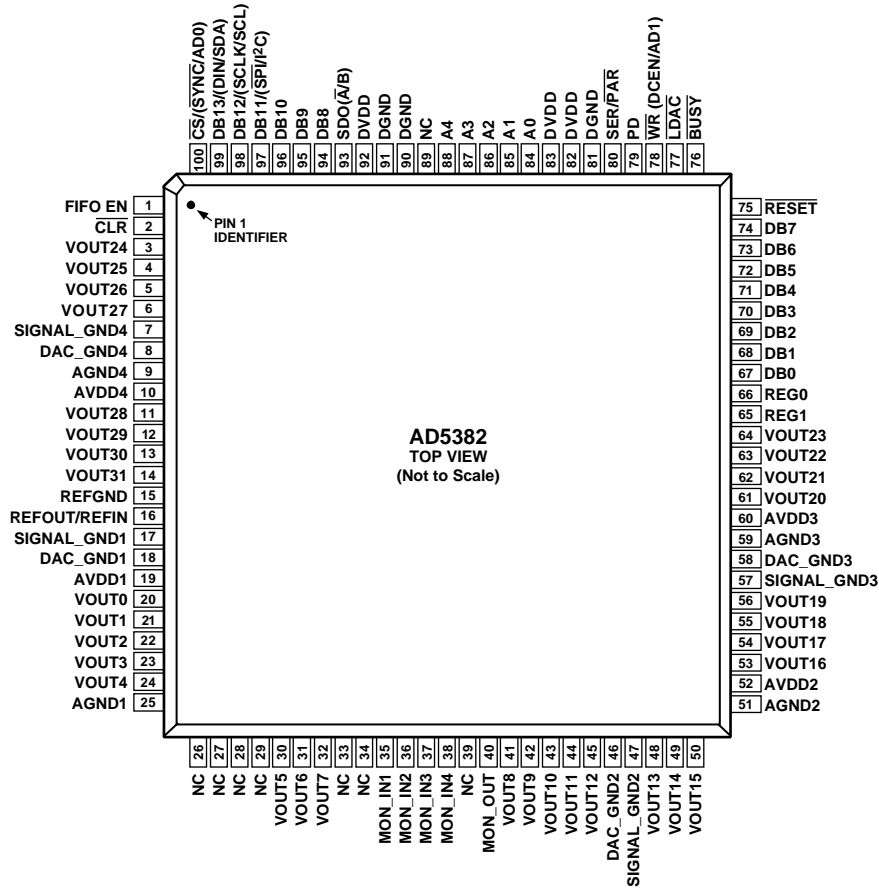 CS/(SYNC/AD0)
DB13/(DIN/SDA)
DB12/(SCLK/SCL)
DB11/(SPI/I²C)
DB10
DB9
DB8
SDO(A/B)
DVDD
DGND
DGND
NC
A4
A3
A2
A1
A0
DVDD
DVDD
DGND
SER/PAR
PD
WR (DCEN/AD1)
LDAC
BUSY
100
99
98
97
96
95
94
93
92
91
90
89
88
87
86
85
84
83
82
81
80
79
78
77
76
FIFO EN 1
CLR 2
VOUT24 3
VOUT25 4
VOUT26 5
VOUT27 6
SIGNAL_GND4 7
DAC_GND4 8
AGND4 9
AVDD4 10
VOUT28 11
VOUT29 12
VOUT30 13
VOUT31 14
REFGND 15
REFOUT/REFIN 16
SIGNAL_GND1 17
DAC_GND1 18
AVDD1 19
VOUT0 20
VOUT1 21
VOUT2 22
VOUT3 23
VOUT4 24
AGND1 25
PIN 1
IDENTIFIER
AD5382
TOP VIEW
(Not to Scale)
75 RESET
74 DB7
73 DB6
72 DB5
71 DB4
70 DB3
69 DB2
68 DB1
67 DB0
66 REG0
65 REG1
64 VOUT23
63 VOUT22
62 VOUT21
61 VOUT20
60 AVDD3
59 AGND3
58 DAC_GND3
57 SIGNAL_GND3
56 VOUT19
55 VOUT18
54 VOUT17
53 VOUT16
52 AVDD2
51 AGND2
26
27
28
29
30
31
32
33
34
35
36
37
38
39
40
41
42
43
44
45
46
47
48
49
50
NC
NC
NC
NC
VOUT5
VOUT6
VOUT7
NC
NC
MON_IN1
MON_IN2
MON_IN3
MON_IN4
NC
MON_OUT
VOUT8
VOUT9
VOUT10
VOUT11
VOUT12
DAC_GND2
SIGNAL_GND2
VOUT13
VOUT14
VOUT15